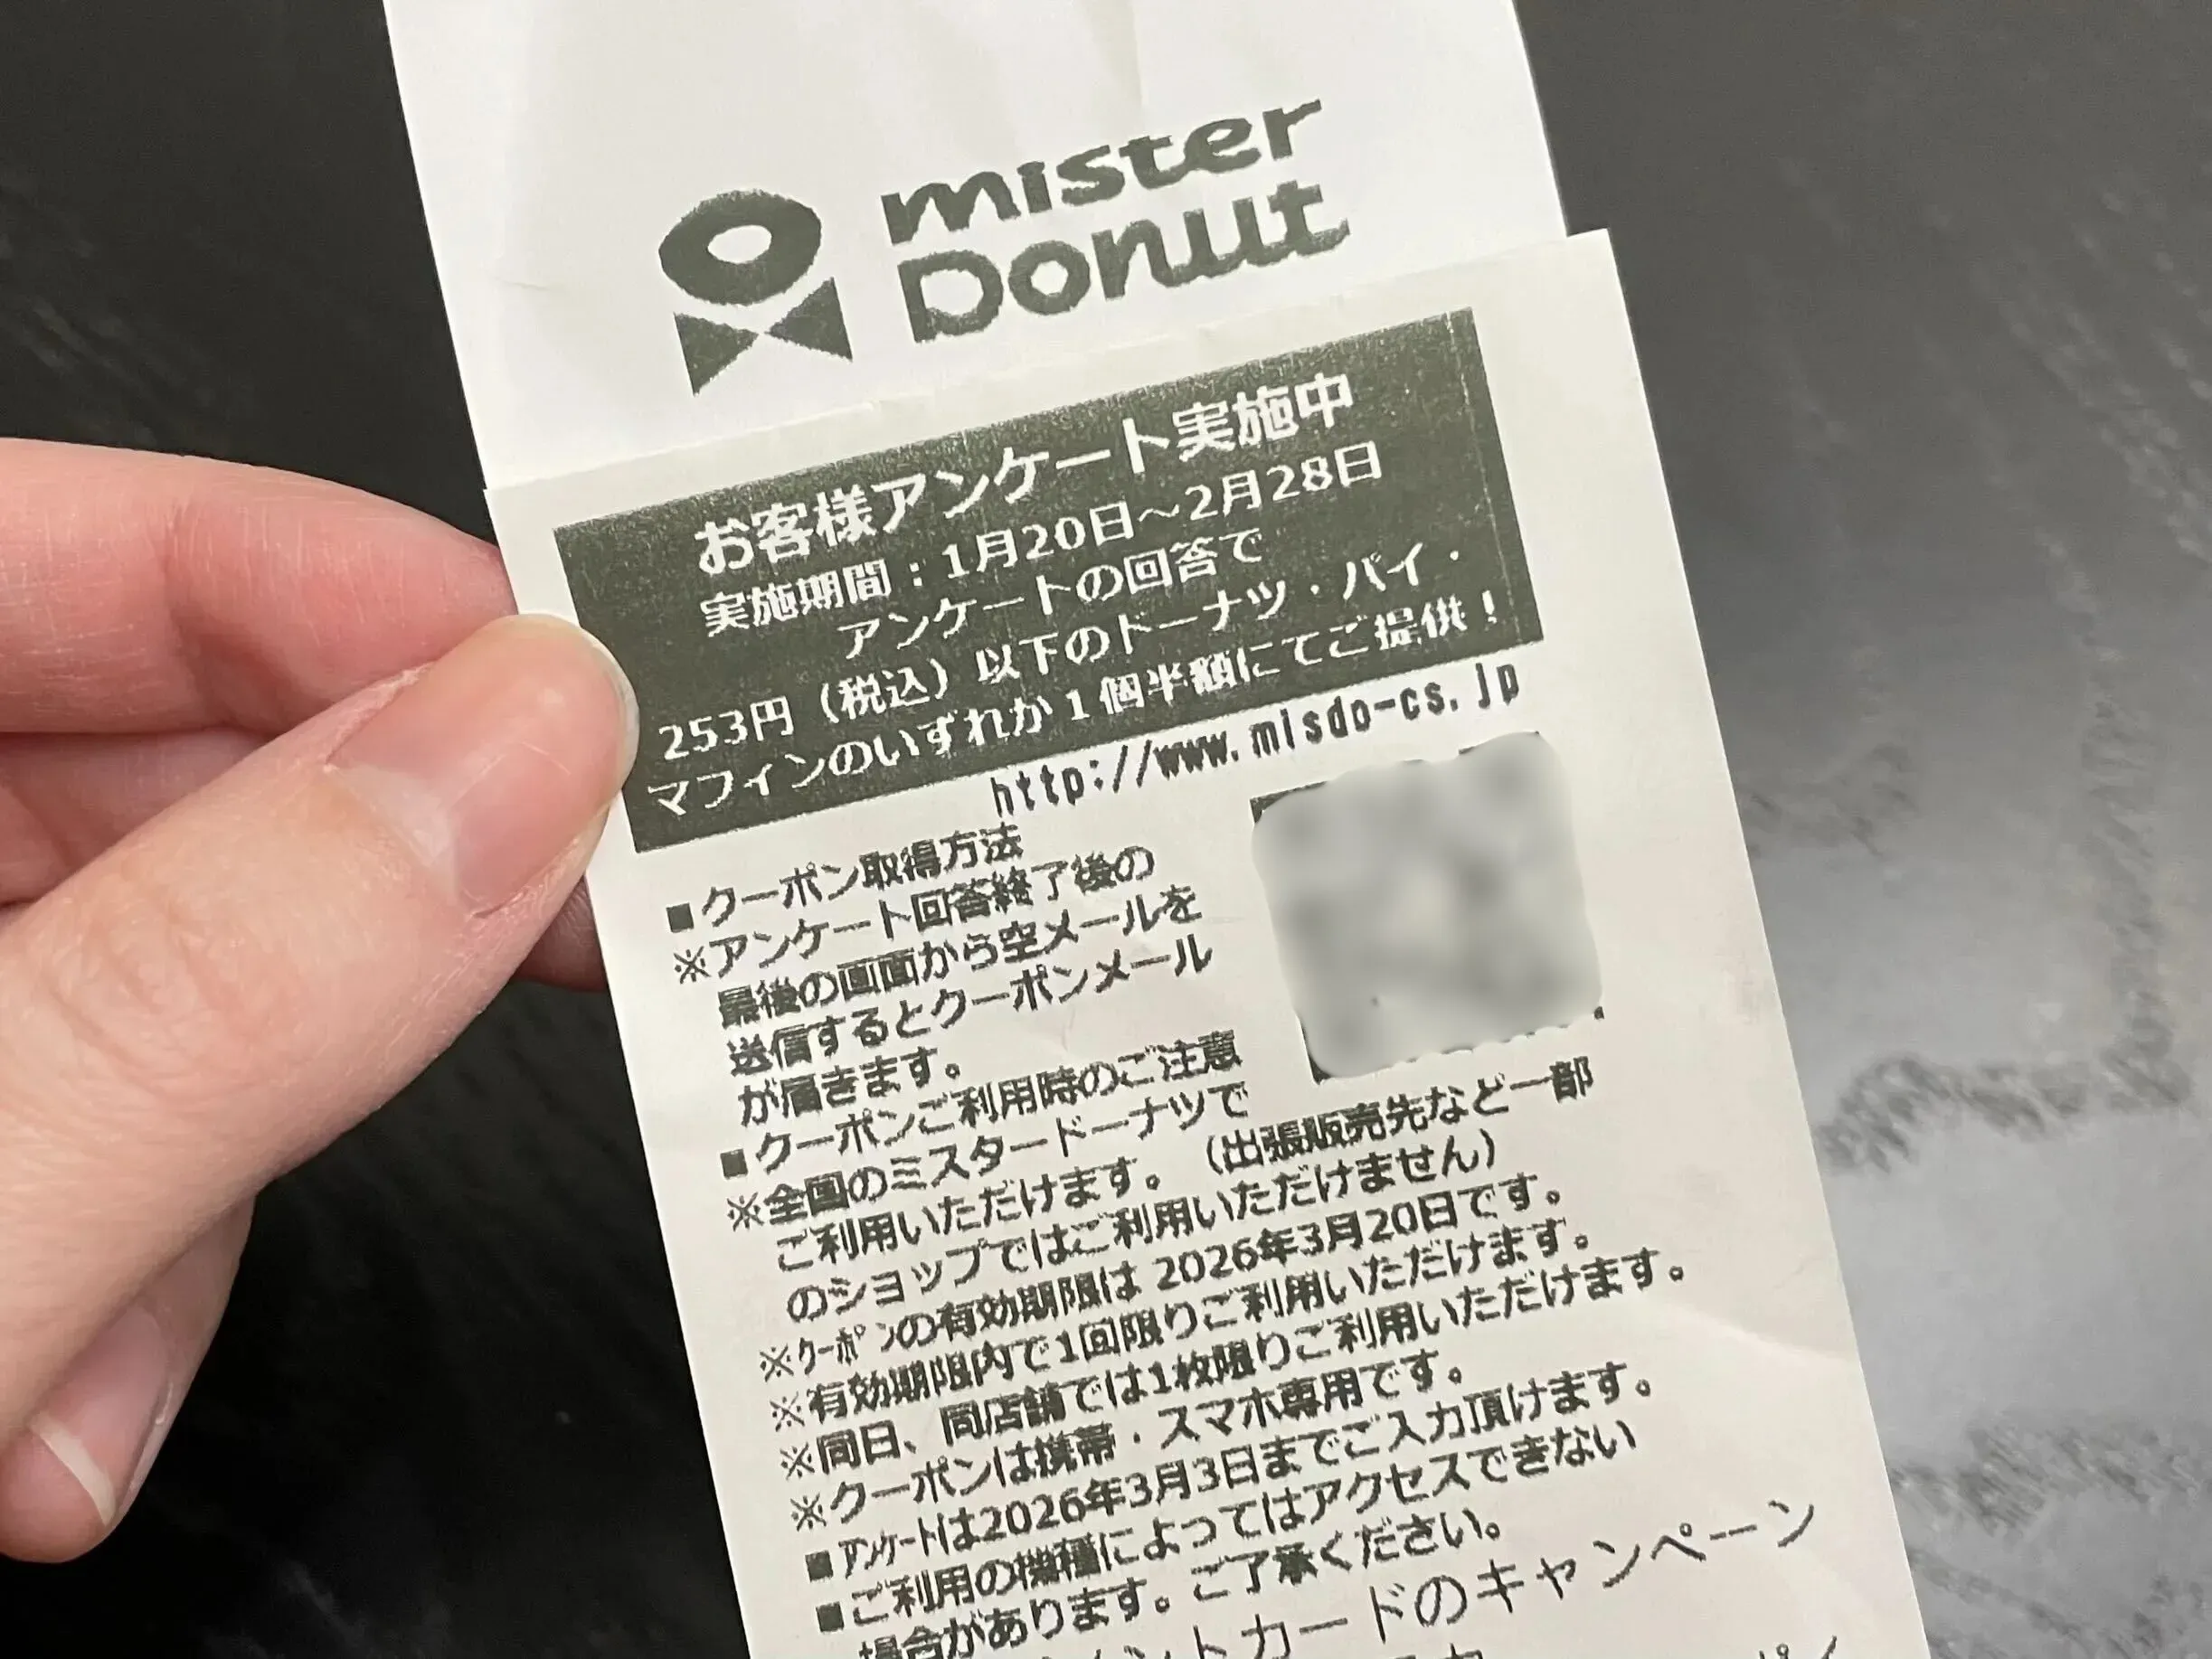 mister
Donut
お客様アンケート実施中
実施期間：1月20日～2月28日
アンケートの回答で
253円（税込）以下のドーナツ・パイ・
マフィンのいずれか１個半額にてご提供！
http://www.misdo-cs.jp
■クーポン取得方法
※アンケート回答終了後の
最後の画面から空メールを
送信するとクーポンメール
が届きます。
■クーポンご利用時のご注意
※全国のミスタードーナツで
ご利用いただけます。（出張販売先など一部
のショップではご利用いただけません）
※ｸｰﾎﾟﾝの有効期限は 2026年3月20日です。
※有効期限内で1回限りご利用いただけます。
※同日、同店舗では1枚限りご利用いただけます。
※クーポンは携帯・スマホ専用です。
■ｱﾝｹｰﾄは2026年3月3日までご入力頂けます。
■ご利用の機種によってはアクセスできない
場合があります。ご了承ください。
ントカードのキャンペーン